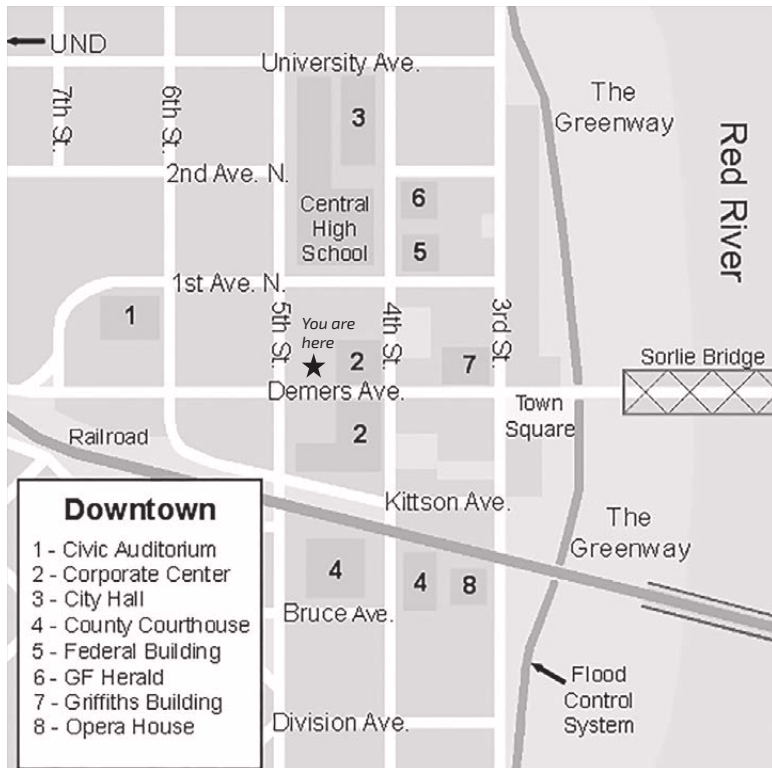 UND
University Ave.
The
Greenway
7th St.
6th St.
3
Red River
2nd Ave. N.
Central
High
School
6
5
1st Ave. N.
1
5th St.
You are
here
4th St.
3rd St.
2
7
Sorlie Bridge
Demers Ave.
Town
Square
Railroad
2
Kittson Ave.
The
Greenway
Downtown
1 - Civic Auditorium
2 - Corporate Center
3 - City Hall
4 - County Courthouse
5 - Federal Building
6 - GF Herald
7 - Griffiths Building
8 - Opera House
4
4
8
Bruce Ave.
Flood
Control
System
Division Ave.